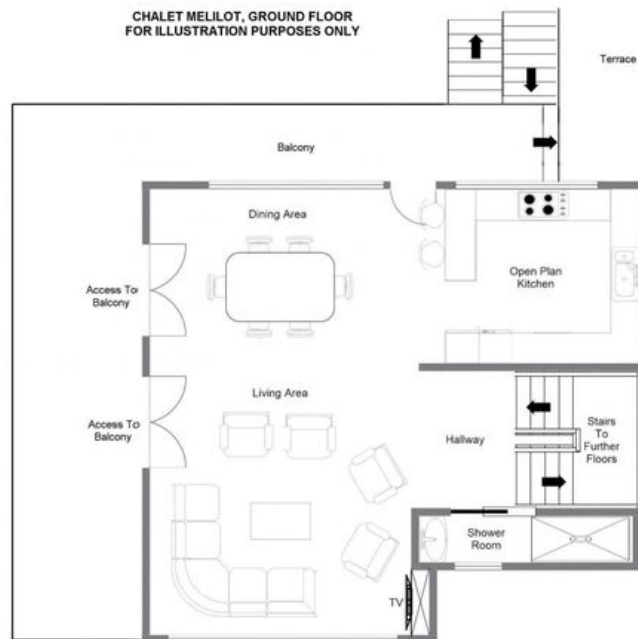 CHALET MELILOT, GROUND FLOOR
FOR ILLUSTRATION PURPOSES ONLY
Terrace
Balcony
Dining Area
Open Plan
Kitchen
Access To
Balcony
Living Area
Access To
Balcony
Hallway
Stairs
To
Further
Floors
Shower
Room
TV